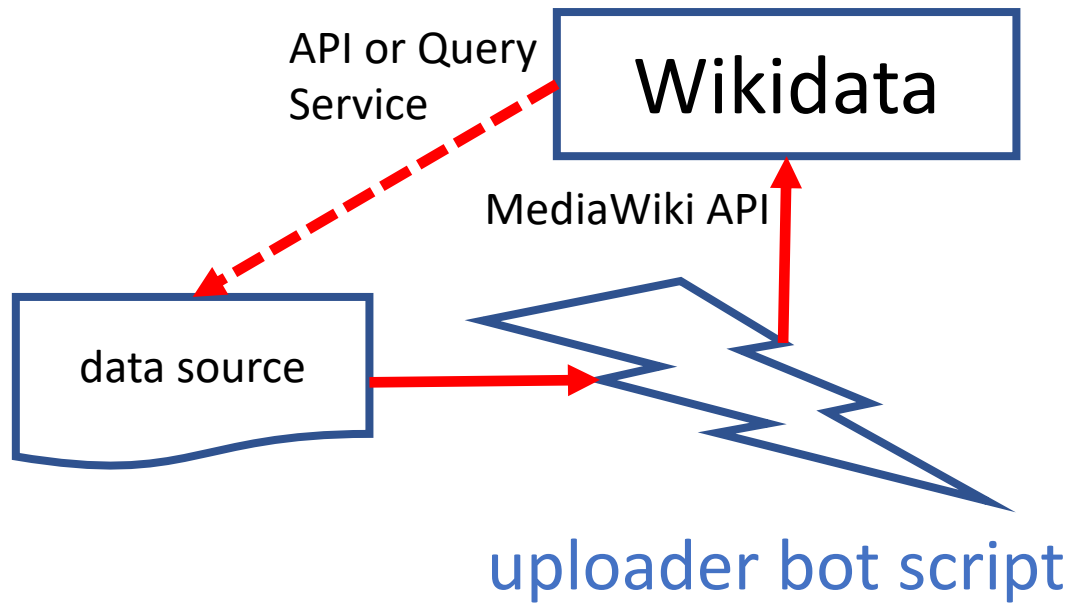 API or Query
Service
Wikidata
MediaWiki API
data source
uploader bot script